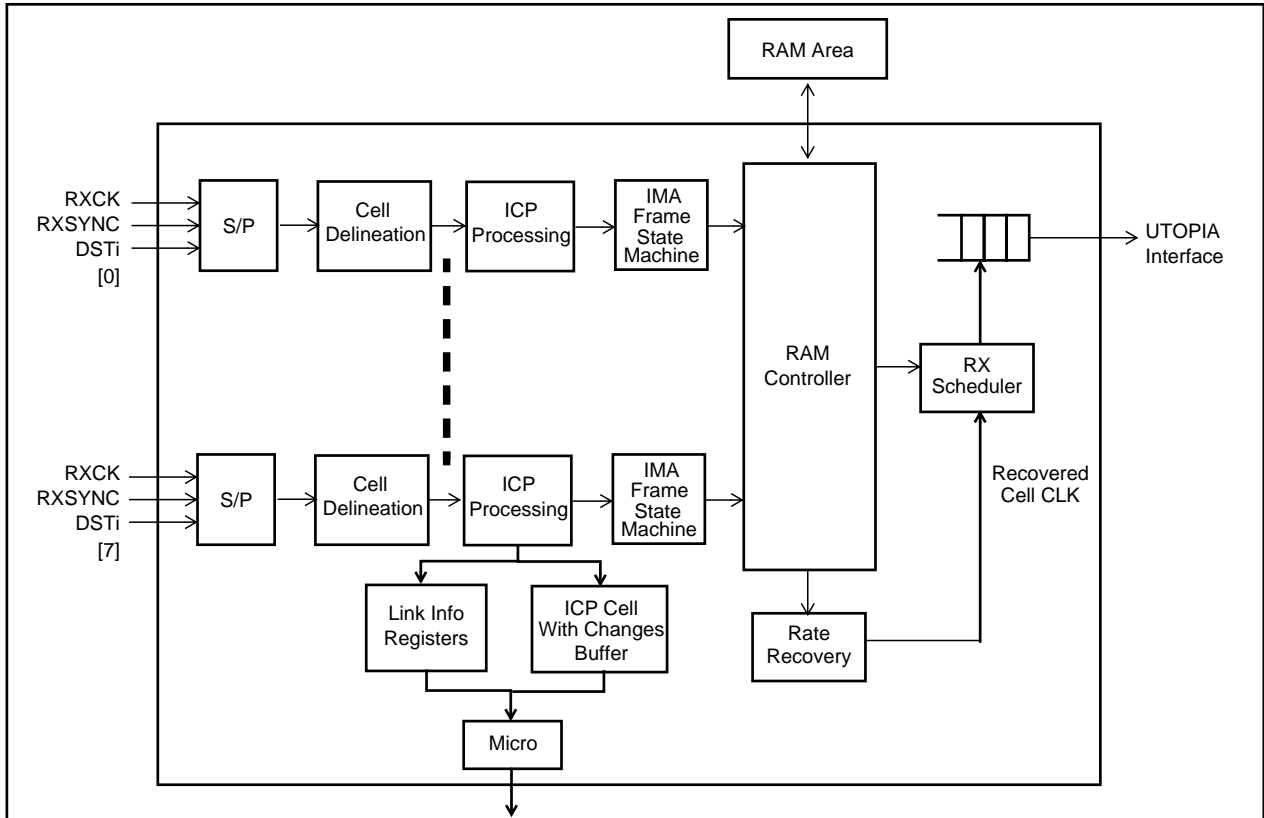 RAM Area
RXCK
RXSYNC
DSTi
[0]
S/P
Cell
Delineation
ICP
Processing
IMA
Frame
State
Machine
RAM
Controller
UTOPIA
Interface
RX
Scheduler
RXCK
RXSYNC
DSTi
[7]
S/P
Cell
Delineation
ICP
Processing
IMA
Frame
State
Machine
Recovered
Cell CLK
Link Info
Registers
ICP Cell
With Changes
Buffer
Rate
Recovery
Micro